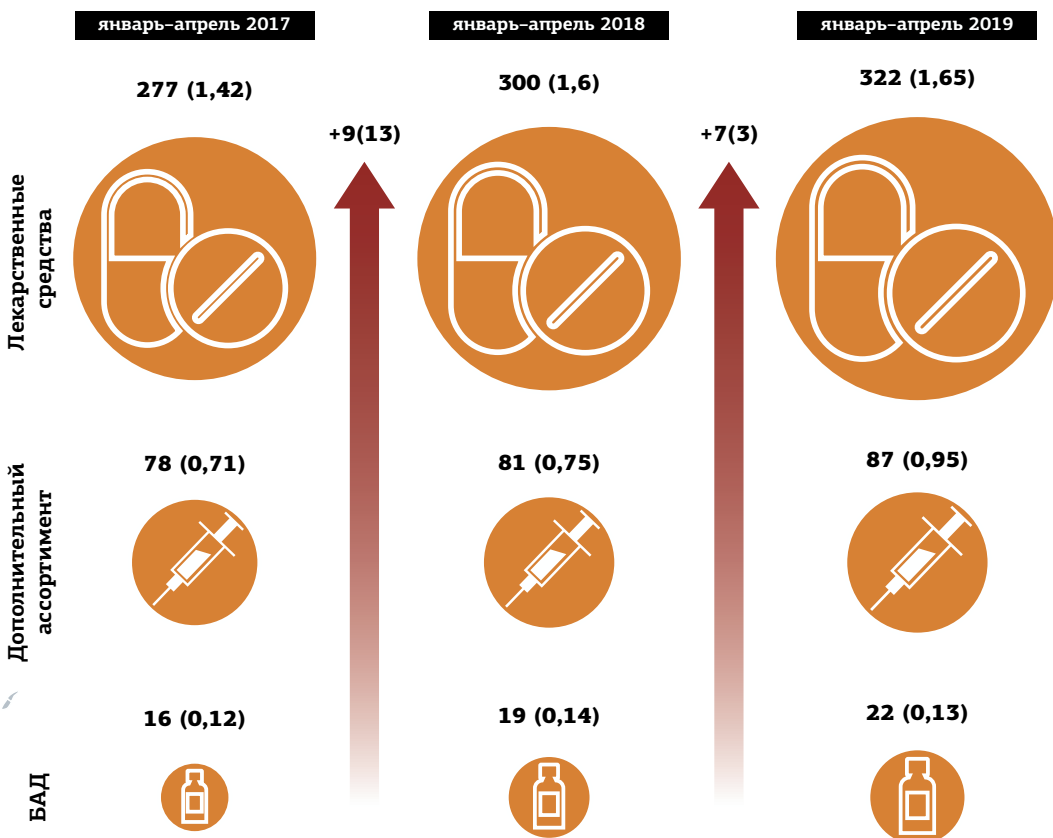 январь–апрель 2017
январь–апрель 2018
январь–апрель 2019
Лекарственные
средства
277 (1,42)
+9(13)
300 (1,6)
+7(3)
322 (1,65)
Дополнительный
ассортимент
78 (0,71)
81 (0,75)
87 (0,95)
БАД
16 (0,12)
19 (0,14)
22 (0,13)